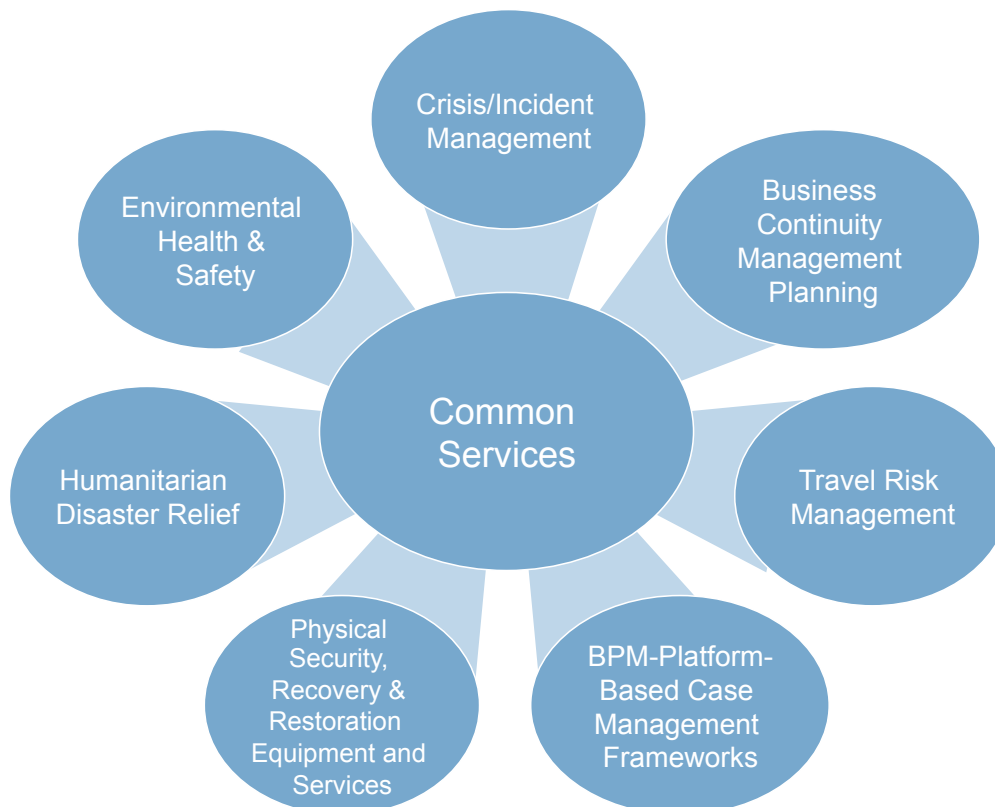 Crisis/Incident
Management
Business
Continuity
Management
Planning
Travel Risk
Management
BPM-Platform-
Based Case
Management
Frameworks
Physical
Security,
Recovery &
Restoration
Equipment and
Services
Humanitarian
Disaster Relief
Environmental
Health &
Safety
Common
Services